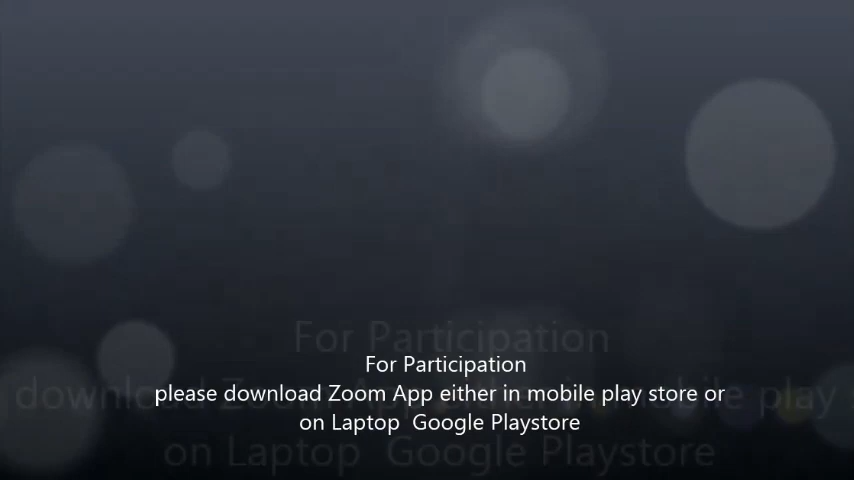 For Participation
please download Zoom App either in mobile play store or
on Laptop  Google Playstore